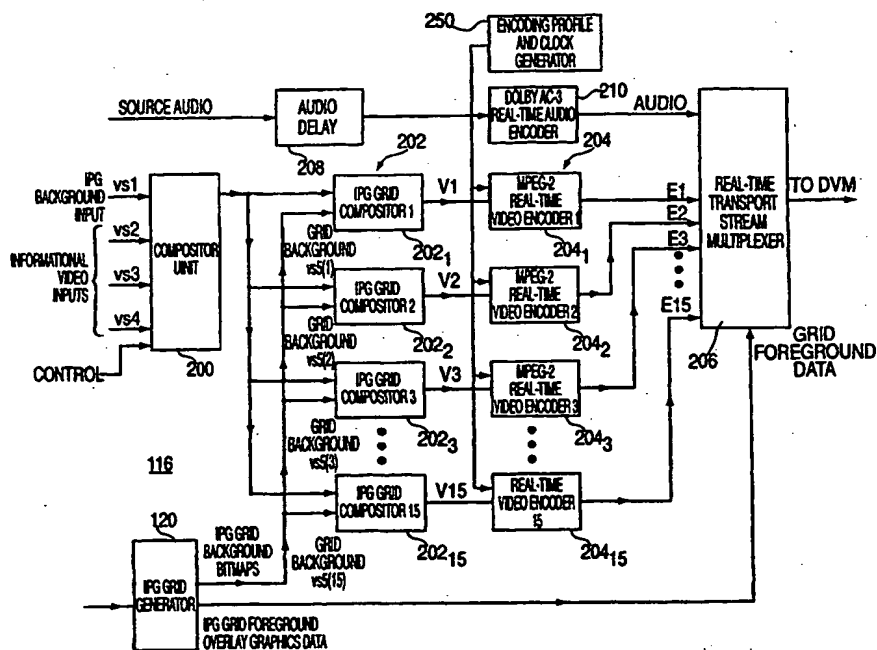 250
ENCODING PROFILE
AND CLOCK
GENERATOR
SOURCE AUDIO
AUDIO
DELAY
208
DOLBY AC-3
REAL-TIME AUDIO
ENCODER
210
AUDIO
REAL-TIME
TRANSPORT
STREAM
MULTIPLEXER
206
TO DVM
GRID
FOREGROUND
DATA
IPG
BACKGROUND
INPUT
vs1
INFORMATIONAL
VIDEO
INPUTS
vs2
vs3
vs4
CONTROL
COMPOSITOR
UINIT
200
202
IPG GRID
COMPOSITOR 1
202₁
V1
GRID
BACKGROUND
vs5(1)
IPG GRID
COMPOSITOR 2
202₂
V2
GRID
BACKGROUND
vs5(2)
IPG GRID
COMPOSITOR 3
202₃
V3
GRID
BACKGROUND
vs5(3)
IPG GRID
COMPOSITOR 15
202₁₅
V15
GRID
BACKGROUND
vs5(15)
204
MPEG-2
REAL-TIME
VIDEO ENCODER 1
204₁
E1
MPEG-2
REAL-TIME
VIDEO ENCODER 2
204₂
E2
MPEG-2
REAL-TIME
VIDEO ENCODER 3
204₃
E3
REAL-TIME
VIDEO ENCODER
15
204₁₅
E15
116
120
IPG GRID
GENERATOR
IPG GRID
BACKGROUND
BITMAPS
IPG GRID FOREGROUND
OVERLAY GRAPHICS DATA